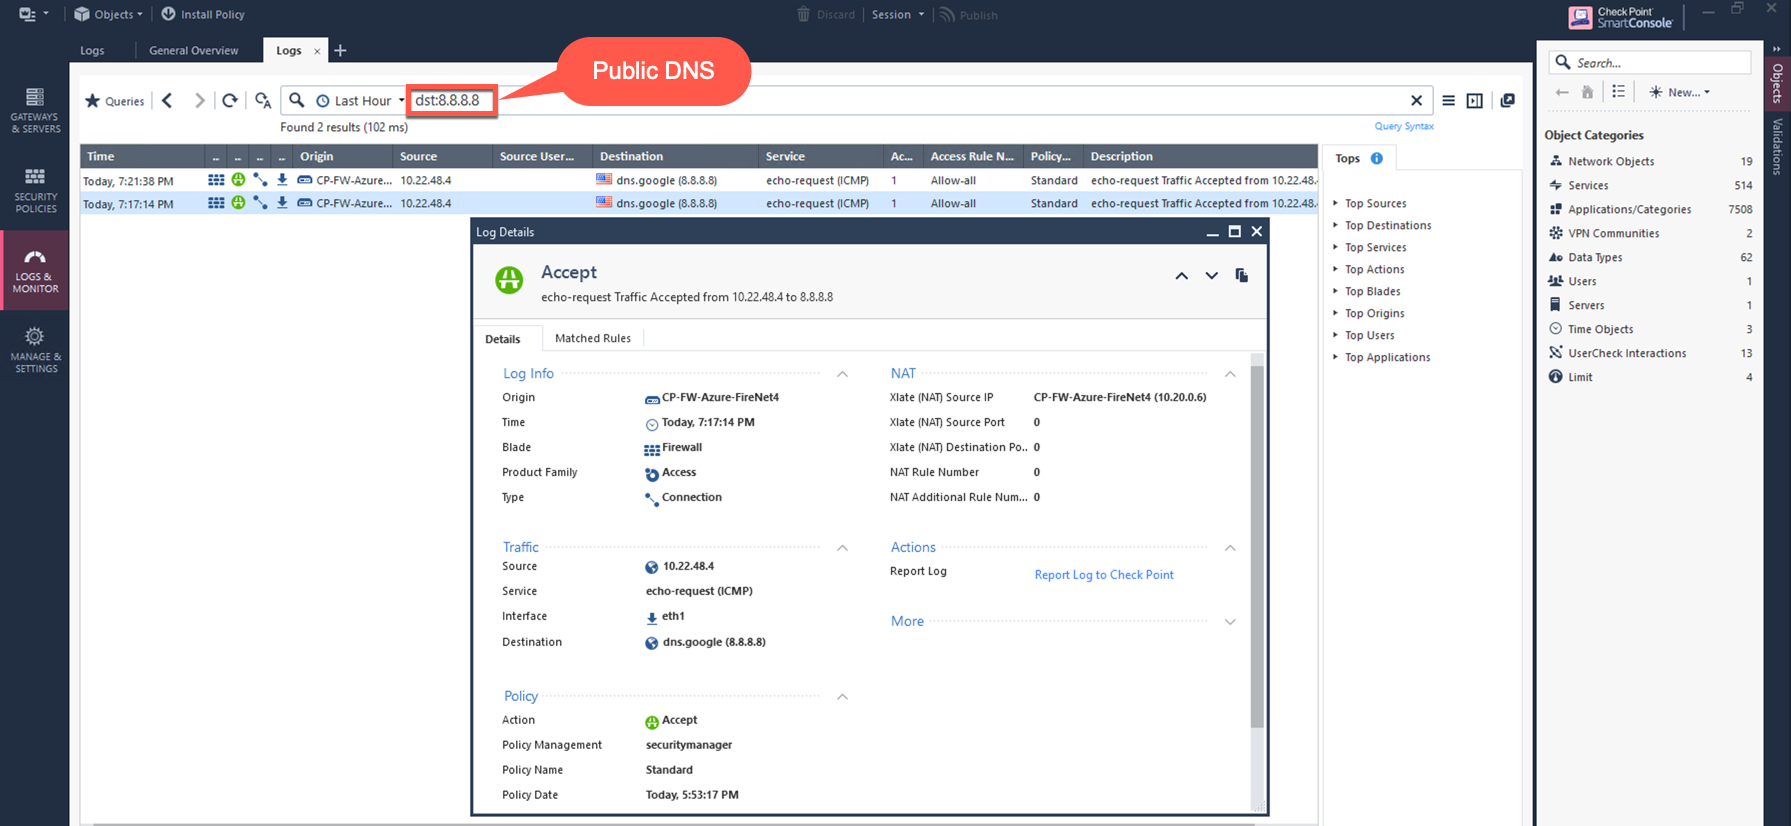 Objects
Install Policy
Discard
Session
Publish
Check Point
SmartConsole
Logs
General Overview
Logs
GATEWAYS
& SERVERS
SECURITY
POLICIES
LOGS &
MONITOR
MANAGE &
SETTINGS
Public DNS
Queries
Last Hour
dst:8.8.8.8
Found 2 results (102 ms)
Query Syntax
Time .. .. .. .. Origin Source Source User... Destination Service Ac... Access Rule N... Policy... Description
Today, 7:21:38 PM CP-FW-Azure... 10.22.48.4 dns.google (8.8.8.8) echo-request (ICMP) 1 Allow-all Standard echo-request Traffic Accepted from 10.22.48.
Today, 7:17:14 PM CP-FW-Azure... 10.22.48.4 dns.google (8.8.8.8) echo-request (ICMP) 1 Allow-all Standard echo-request Traffic Accepted from 10.22.48.
Log Details
Accept
echo-request Traffic Accepted from 10.22.48.4 to 8.8.8.8
Details
Matched Rules
Log Info
Origin CP-FW-Azure-FireNet4
Time Today, 7:17:14 PM
Blade Firewall
Product Family Access
Type Connection
Traffic
Source 10.22.48.4
Service echo-request (ICMP)
Interface eth1
Destination dns.google (8.8.8.8)
Policy
Action Accept
Policy Management securitymanager
Policy Name Standard
Policy Date Today, 5:53:17 PM
NAT
Xlate (NAT) Source IP CP-FW-Azure-FireNet4 (10.20.0.6)
Xlate (NAT) Source Port 0
Xlate (NAT) Destination Po.. 0
NAT Rule Number 0
NAT Additional Rule Num... 0
Actions
Report Log Report Log to Check Point
More
Tops
Top Sources
Top Destinations
Top Services
Top Actions
Top Blades
Top Origins
Top Users
Top Applications
Search...
New...
Object Categories
Network Objects 19
Services 514
Applications/Categories 7508
VPN Communities 2
Data Types 62
Users 1
Servers 1
Time Objects 3
UserCheck Interactions 13
Limit 4
Objects
Validations